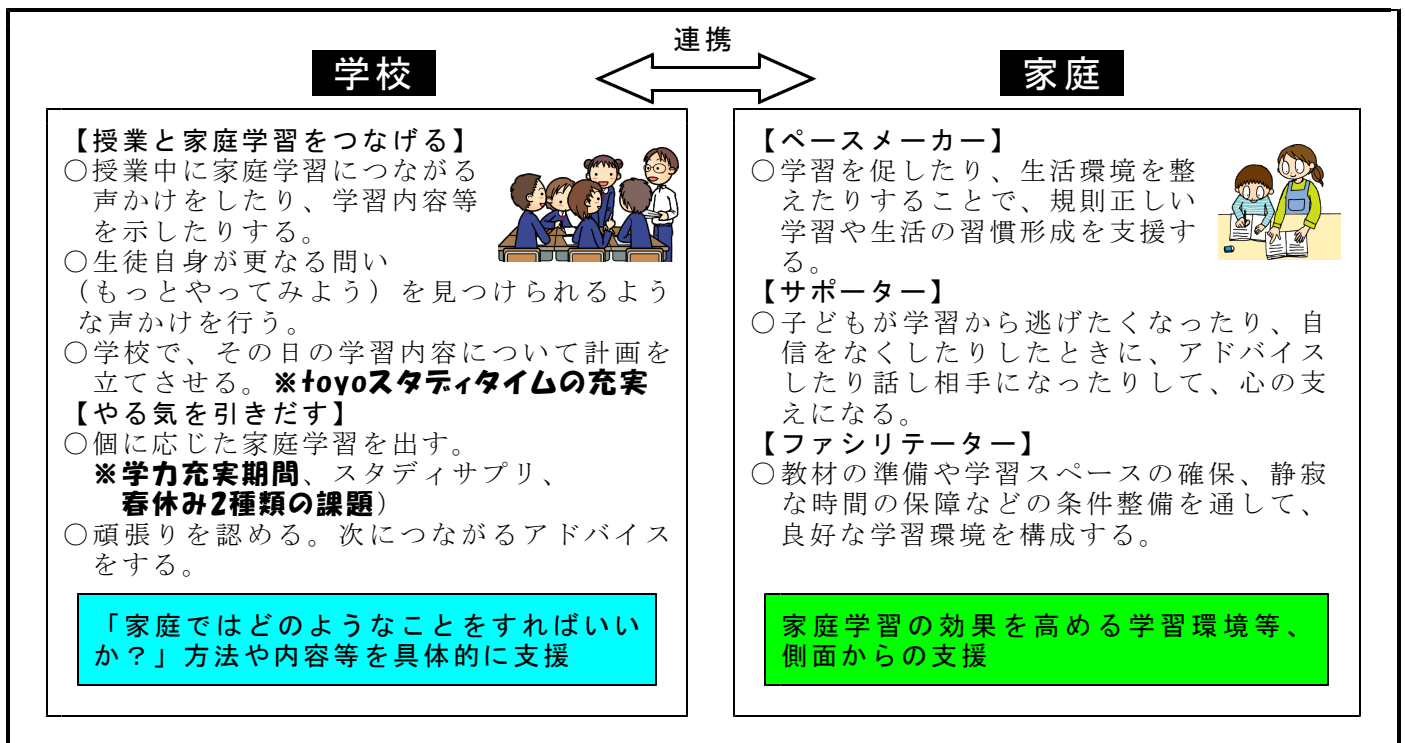 連携
学校
【授業と家庭学習をつなげる】
○授業中に家庭学習につながる
声かけをしたり、学習内容等
を示したりする。
○生徒自身が更なる問い
（もっとやってみよう）を見つけられるよう
な声かけを行う。
○学校で、その日の学習内容について計画を
立てさせる。※toyoスタディタイムの充実
【やる気を引きだす】
○個に応じた家庭学習を出す。
※学力充実期間、スタディサプリ、
春休み2種類の課題）
○頑張りを認める。次につながるアドバイス
をする。
「家庭ではどのようなことをすればいい
か？」方法や内容等を具体的に支援
家庭
【ペースメーカー】
○学習を促したり、生活環境を整
えたりすることで、規則正しい
学習や生活の習慣形成を支援す
る。
【サポーター】
○子どもが学習から逃げたくなったり、自
信をなくしたりしたときに、アドバイス
したり話し相手になったりして、心の支
えになる。
【ファシリテーター】
○教材の準備や学習スペースの確保、静寂
な時間の保障などの条件整備を通して、
良好な学習環境を構成する。
家庭学習の効果を高める学習環境等、
側面からの支援